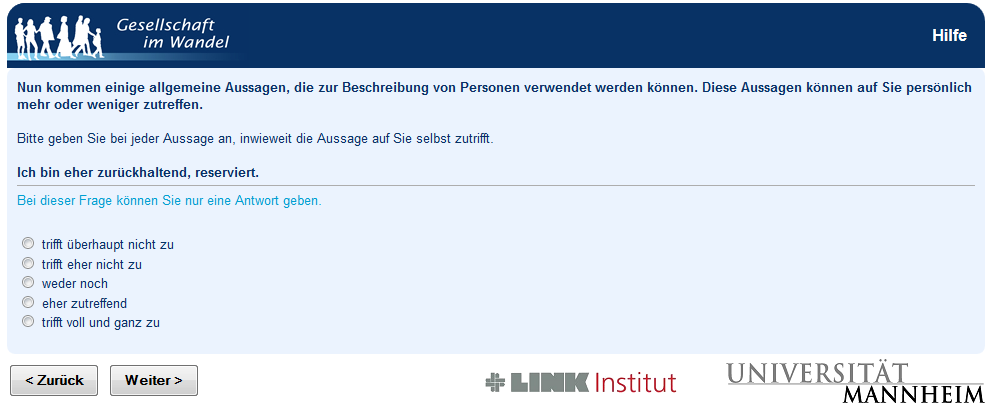 Gesellschaft
im Wandel
Hilfe
Nun kommen einige allgemeine Aussagen, die zur Beschreibung von Personen verwendet werden können. Diese Aussagen können auf Sie persönlich
mehr oder weniger zutreffen.
Bitte geben Sie bei jeder Aussage an, inwieweit die Aussage auf Sie selbst zutrifft.
Ich bin eher zurückhaltend, reserviert.
Bei dieser Frage können Sie nur eine Antwort geben.
trifft überhaupt nicht zu
trifft eher nicht zu
weder noch
eher zutreffend
trifft voll und ganz zu
< Zurück
Weiter >
LINK Institut
UNIVERSITÄT
MANNHEIM